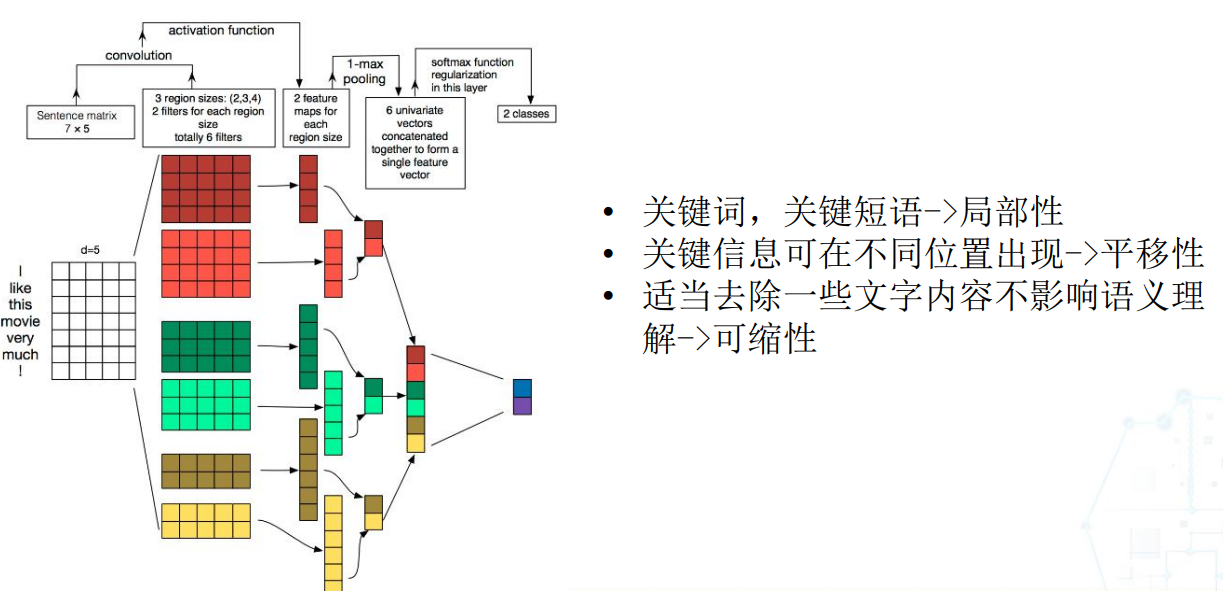 activation function
convolution
1-max
pooling
softmax function
regularization
in this layer
Sentence matrix
7 × 5
3 region sizes: (2,3,4)
2 filters for each region
size
totally 6 filters
2 feature
maps for
each
region size
6 univariate
vectors
concatenated
together to form a
single feature
vector
2 classes
d=5
I
like
this
movie
very
much
!
• 关键词，关键短语->局部性
• 关键信息可在不同位置出现->平移性
• 适当去除一些文字内容不影响语义理
解->可缩性